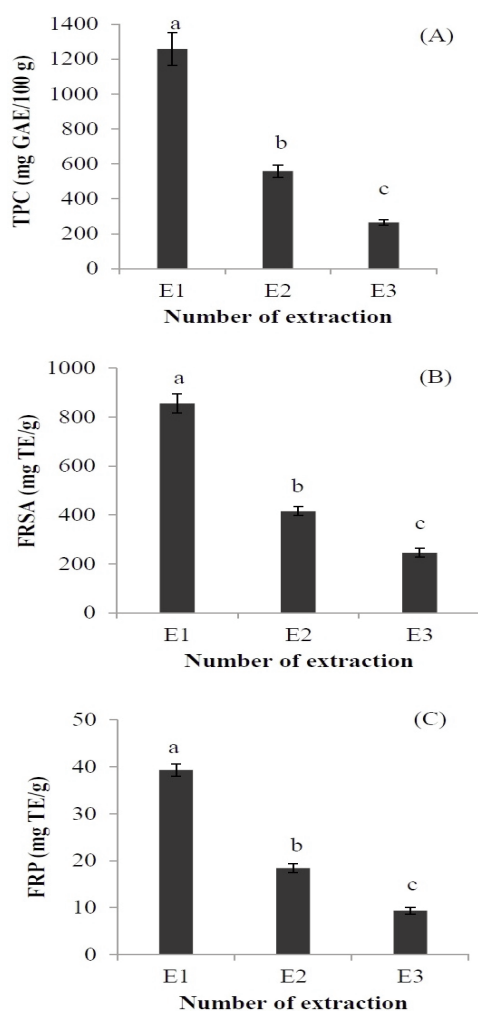 (A)
TPC (mg GAE/100 g)
1400
1200
1000
800
600
400
200
0
a
b
c
E1 E2 E3
Number of extraction
(B)
FRSA (mg TE/g)
1000
800
600
400
200
0
a
b
c
E1 E2 E3
Number of extraction
(C)
FRP (mg TE/g)
50
40
30
20
10
0
a
b
c
E1 E2 E3
Number of extraction